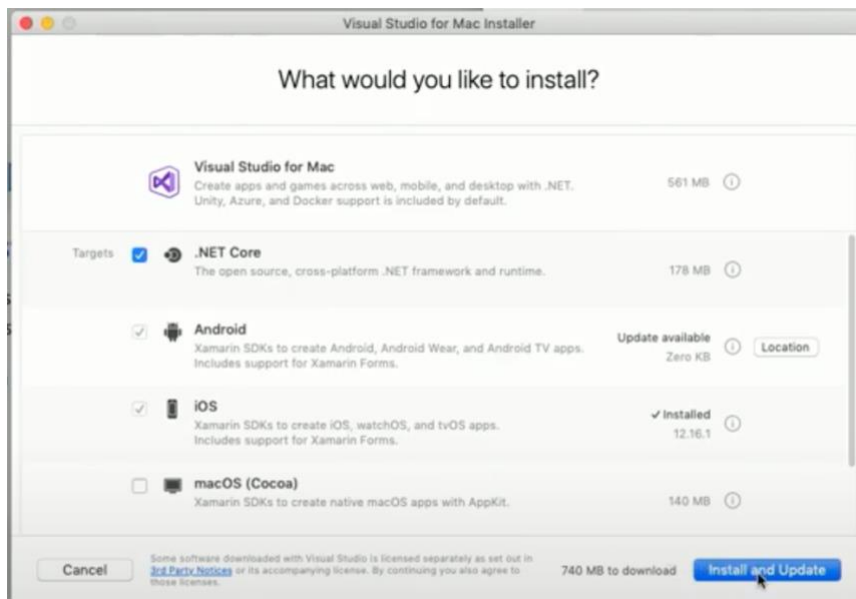 Visual Studio for Mac Installer
What would you like to install?
Visual Studio for Mac
Create apps and games across web, mobile, and desktop with .NET.
Unity, Azure, and Docker support is included by default.
561 MB
Targets
.NET Core
The open source, cross-platform .NET framework and runtime.
178 MB
Android
Xamarin SDKs to create Android, Android Wear, and Android TV apps.
Includes support for Xamarin Forms.
Update available
Zero KB
Location
iOS
Xamarin SDKs to create iOS, watchOS, and tvOS apps.
Includes support for Xamarin Forms.
✓ Installed
12.16.1
macOS (Cocoa)
Xamarin SDKs to create native macOS apps with AppKit.
140 MB
Cancel
Some software downloaded with Visual Studio is licensed separately as set out in
3rd Party Notices or its accompanying license. By continuing you also agree to
those licenses.
740 MB to download
Install and Update